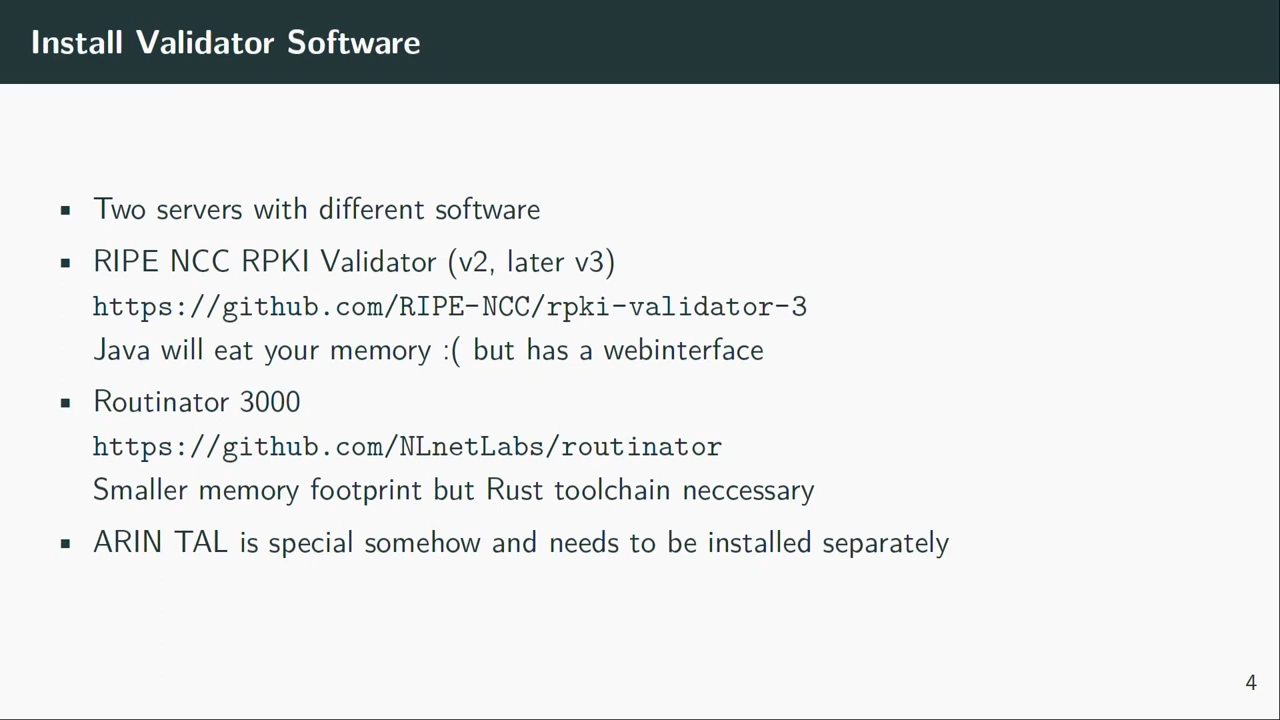 Install Validator Software
▪ Two servers with different software
▪ RIPE NCC RPKI Validator (v2, later v3)
https://github.com/RIPE-NCC/rpki-validator-3
Java will eat your memory :( but has a webinterface
▪ Routinator 3000
https://github.com/NLnetLabs/routinator
Smaller memory footprint but Rust toolchain neccessary
▪ ARIN TAL is special somehow and needs to be installed separately
4